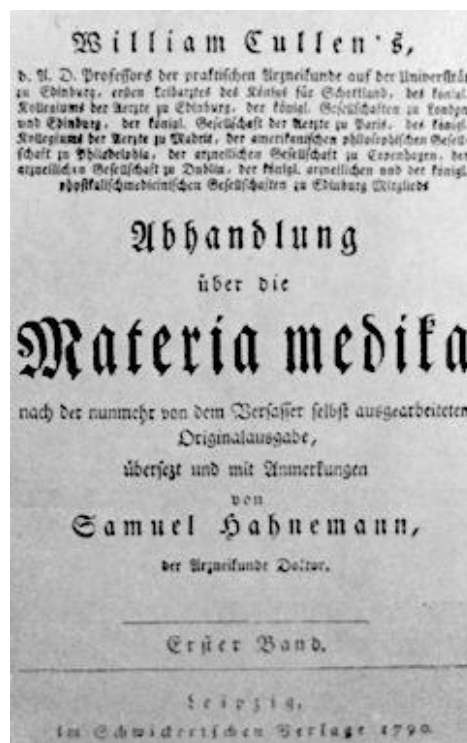 William Cullen's,
d. A. D. Professors der praktischen Arzneikunde auf der Universität
zu Edinburg, ersten Leibarztes des Königs für Schottland, des königl.
Kollegiums der Aerzte zu Edinburg, der königl. Gesellschaften zu London
und Edinburg, der königl. Gesellschaft der Aerzte zu Paris, des königl.
Kollegiums der Aerzte zu Madrit, der amerikanischen philosophischen Gesell-
schaft zu Philadelphia, der arzneilichen Gesellschaft zu Copenhagen, der
arzneilichen Gesellschaft zu Dublin, der königl. arzneilichen und der königl.
physikalischmedicinischen Gesellschaften zu Edinburg Mitglieds
Abhandlung
über die
Materia medika
nach der nunmehr von dem Verfasser selbst ausgearbeiteten
Originalausgabe,
übersezt und mit Anmerkungen
von
Samuel Hahnemann,
der Arzneikunde Doktor.
Erster Band.
Leipzig,
im Schwickertschen Verlage 1790.